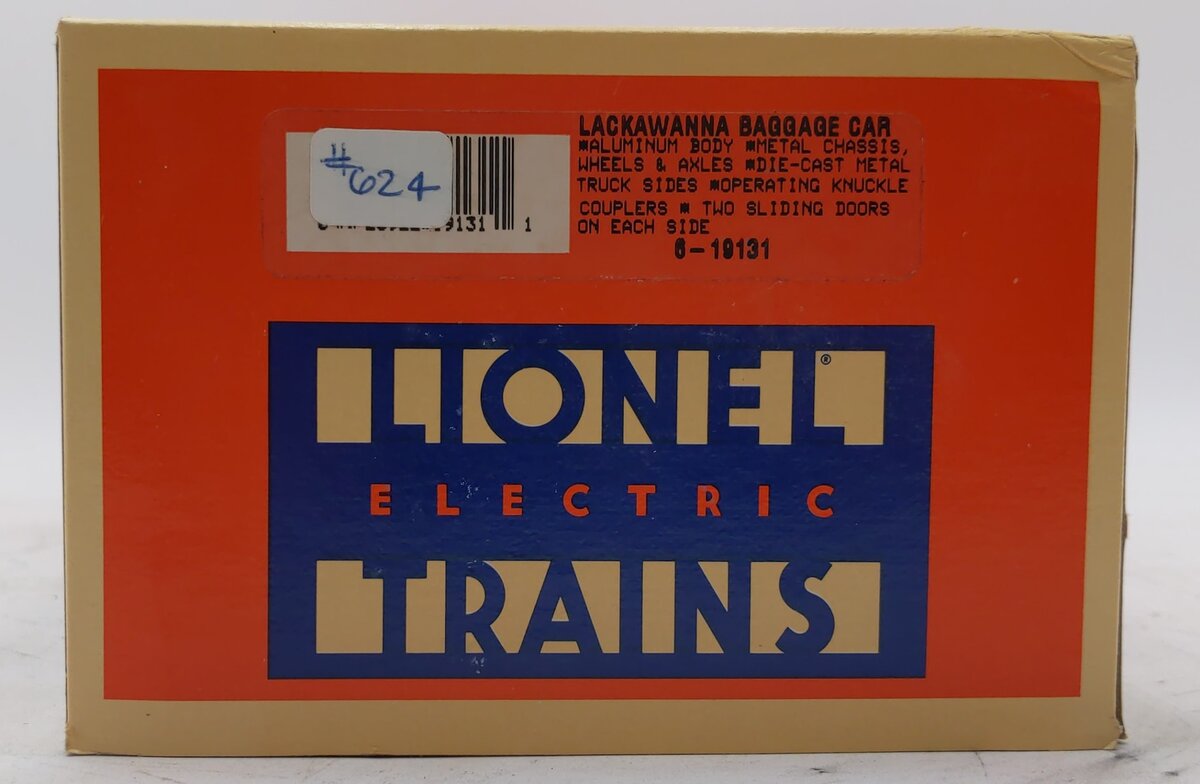 LACKAWANNA BAGGAGE CAR
*ALUMINUM BODY *METAL CHASSIS,
WHEELS & AXLES *DIE-CAST METAL
TRUCK SIDES *OPERATING KNUCKLE
COUPLERS * TWO SLIDING DOORS
ON EACH SIDE
6-19131
#624
19131 1
LIONEL®
ELECTRIC
TRAINS